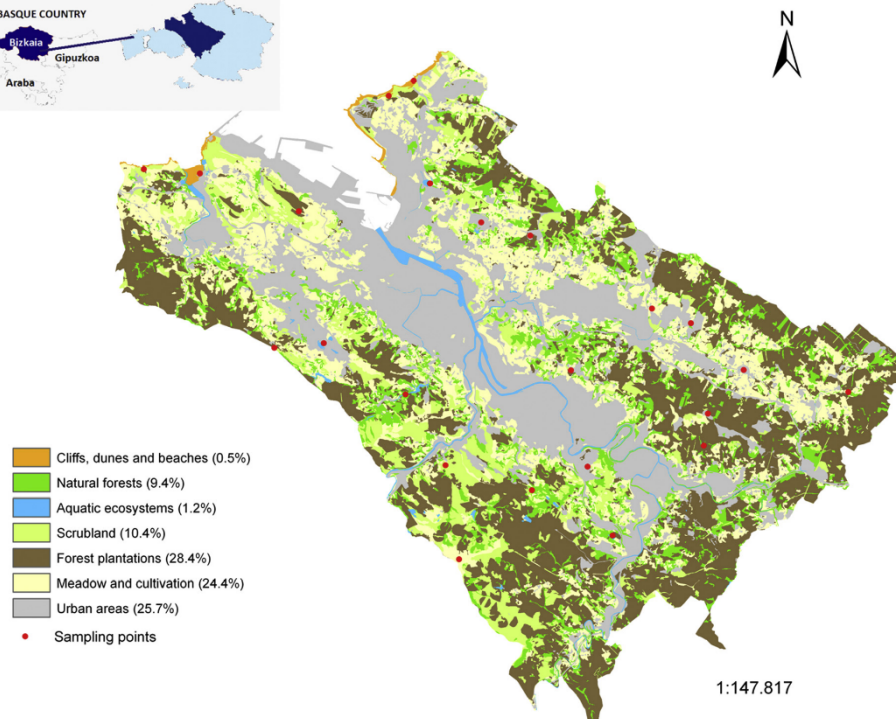 BASQUE COUNTRY
Bizkaia
Gipuzkoa
Araba
N
Cliffs, dunes and beaches (0.5%)
Natural forests (9.4%)
Aquatic ecosystems (1.2%)
Scrubland (10.4%)
Forest plantations (28.4%)
Meadow and cultivation (24.4%)
Urban areas (25.7%)
Sampling points
1:147.817